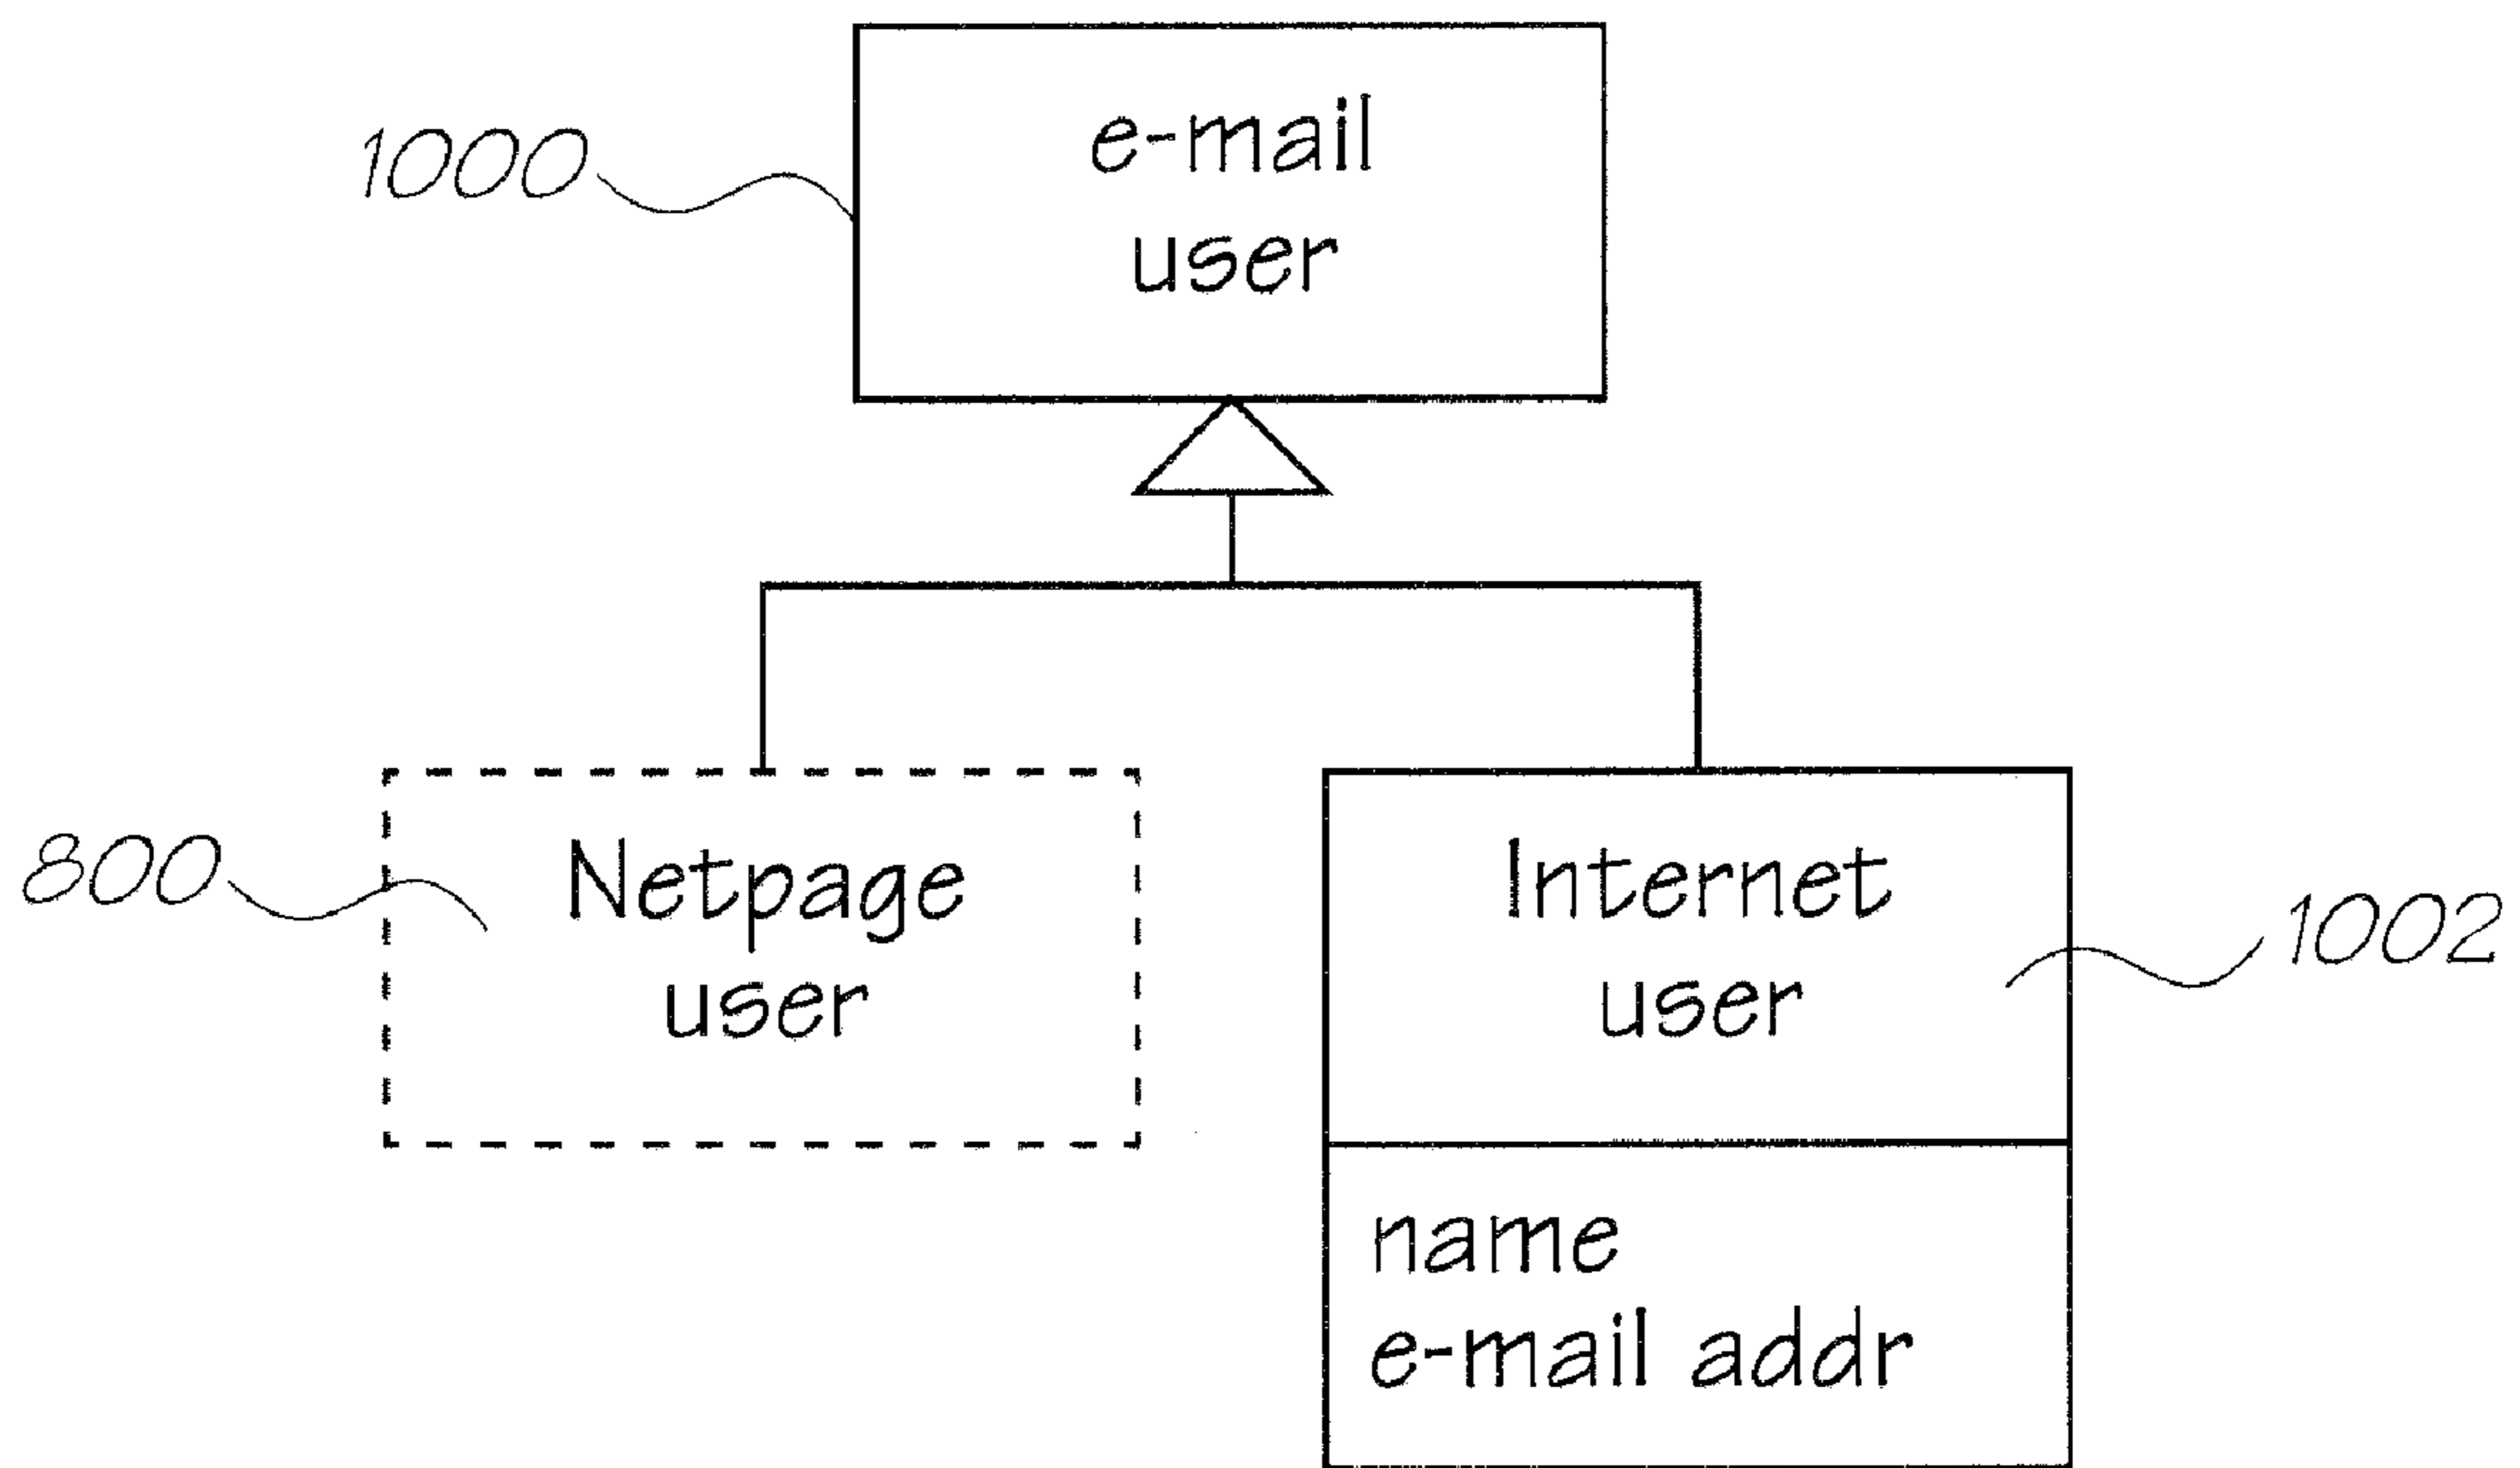 1000
e-mail
user
800
Netpage
user
Internet
user
1002
name
e-mail addr